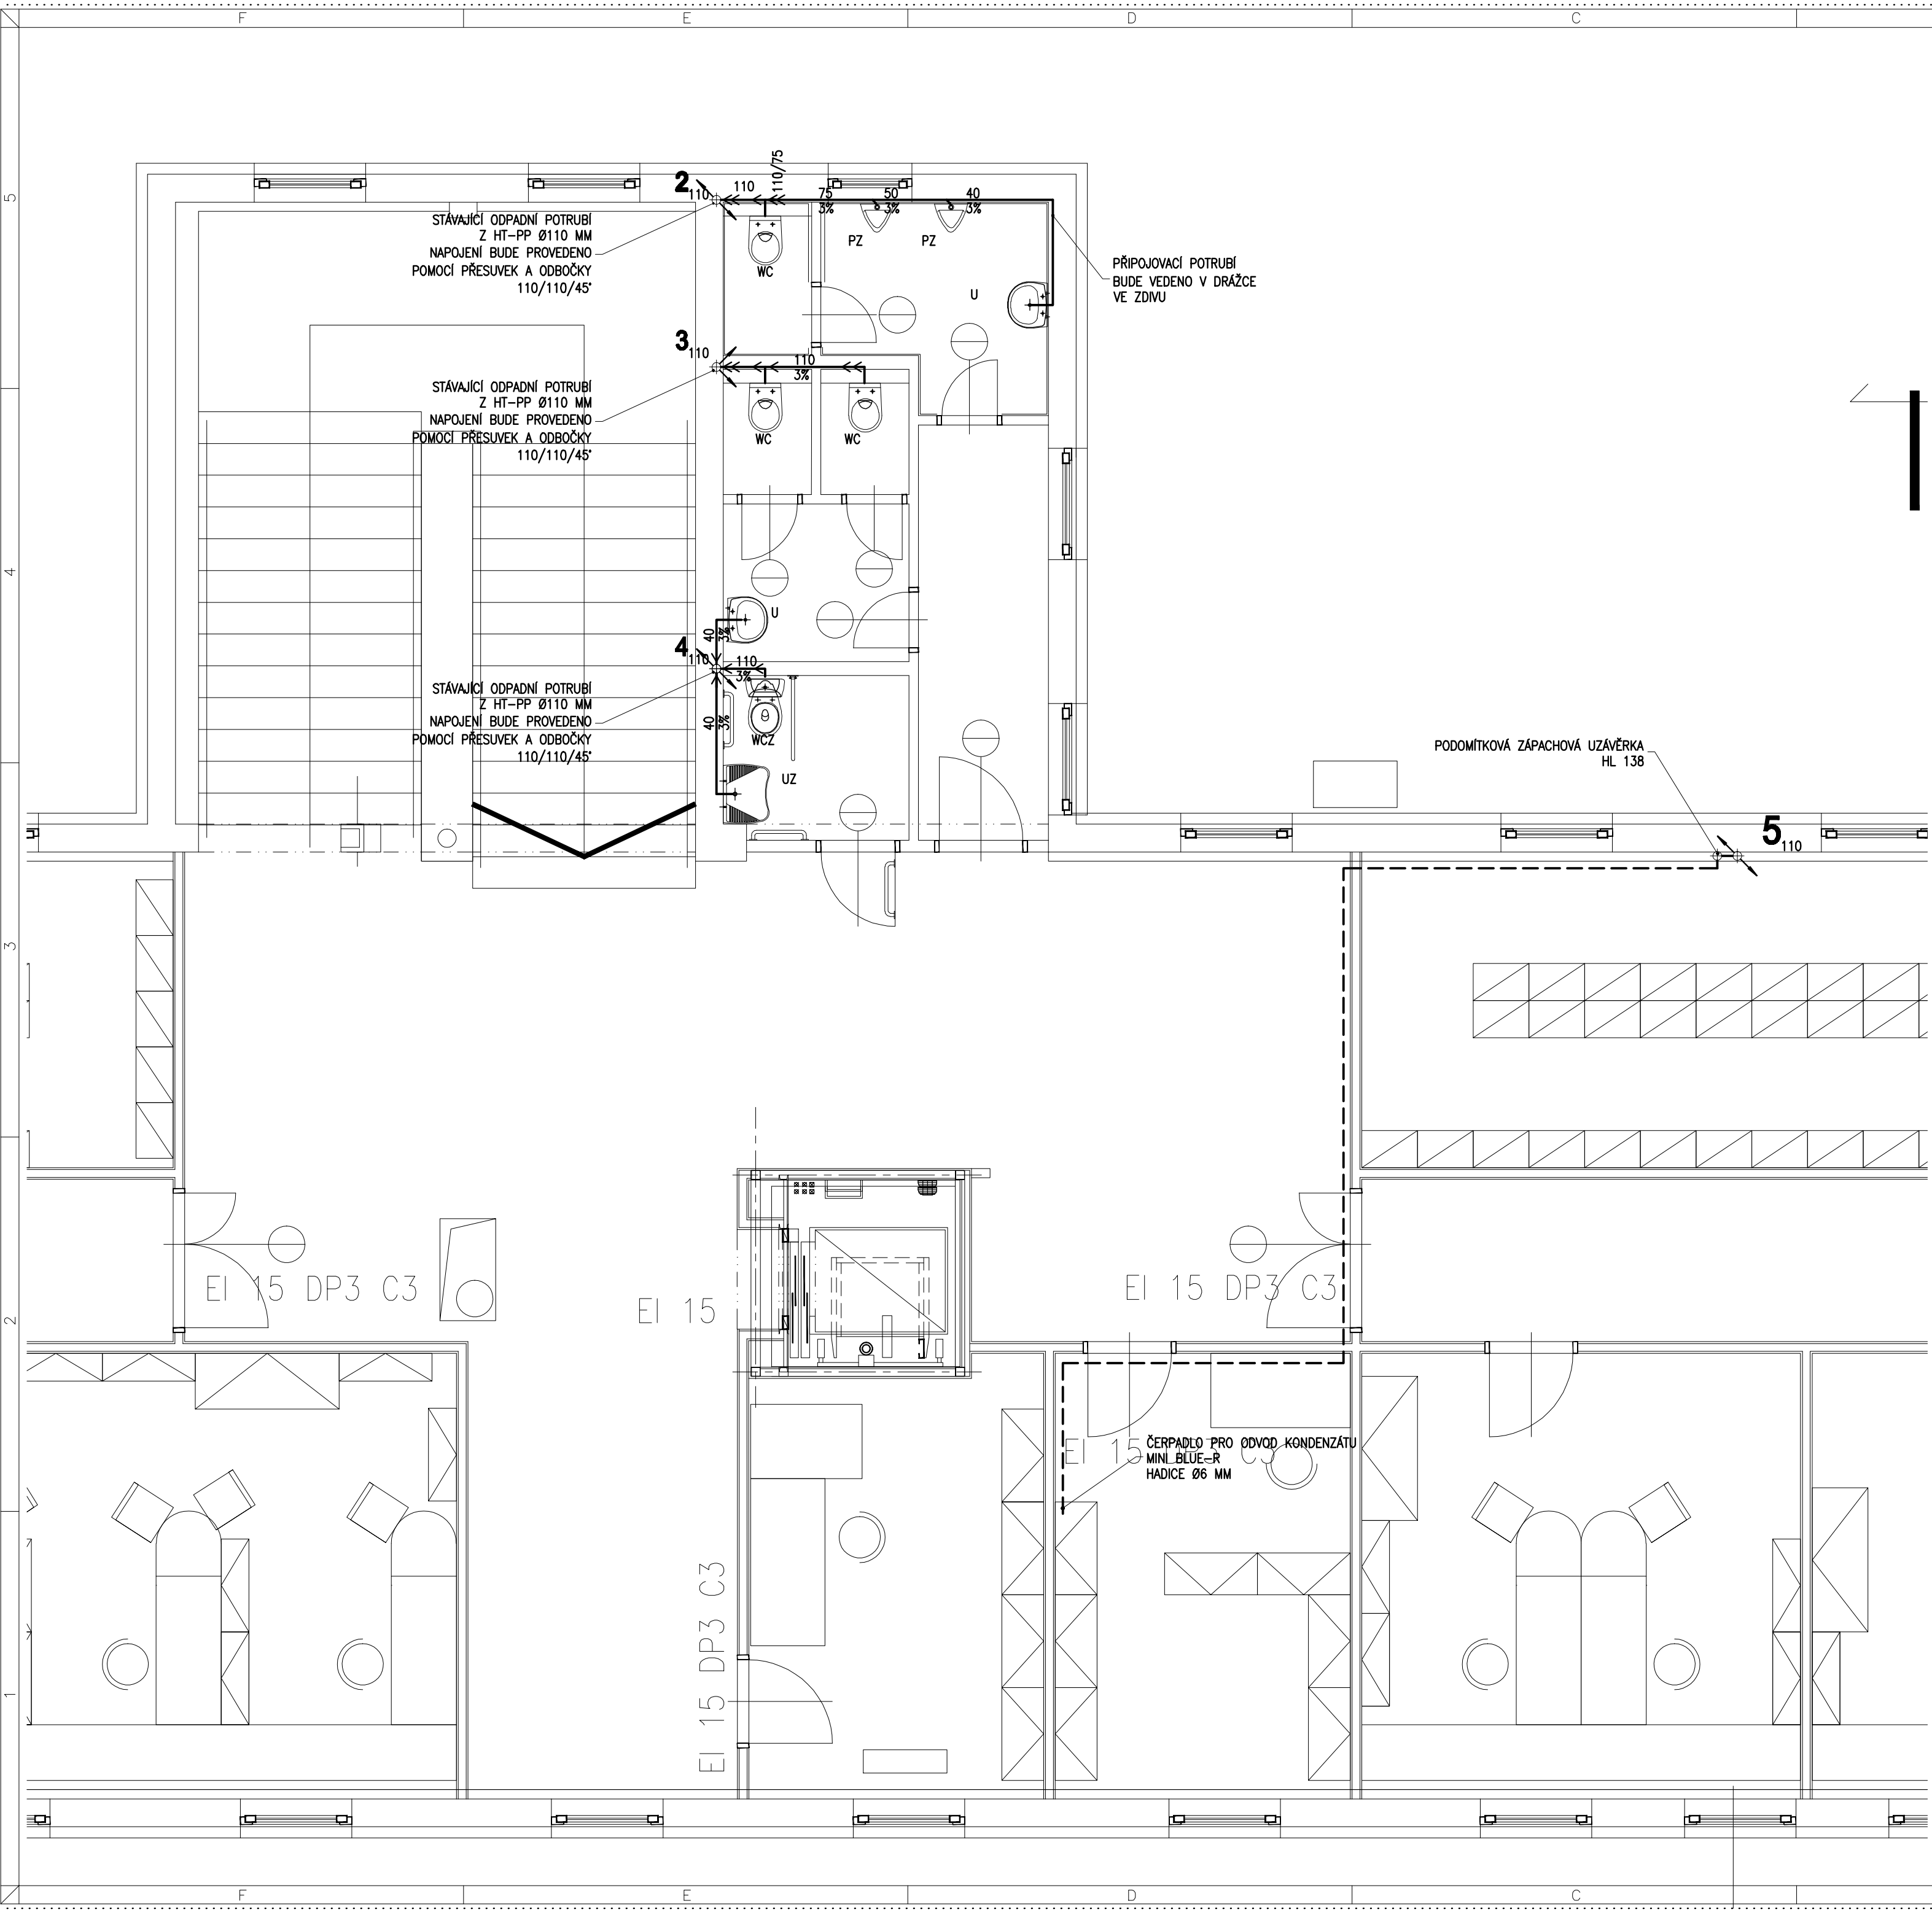 F E D C
5
4
3
2
1
2
110
110
110/75
75
3%
50
3%
40
3%
STÁVAJÍCÍ ODPADNÍ POTRUBÍ
Z HT-PP Ø110 MM
NAPOJENÍ BUDE PROVEDENO
POMOCÍ PŘESUVEK A ODBOČKY
110/110/45°
WC
PZ
PZ
U
PŘIPOJOVACÍ POTRUBÍ
BUDE VEDENO V DRÁŽCE
VE ZDIVU
3
110
110
3%
STÁVAJÍCÍ ODPADNÍ POTRUBÍ
Z HT-PP Ø110 MM
NAPOJENÍ BUDE PROVEDENO
POMOCÍ PŘESUVEK A ODBOČKY
110/110/45°
WC
WC
U
40
3%
4
110
110
3%
STÁVAJÍCÍ ODPADNÍ POTRUBÍ
Z HT-PP Ø110 MM
NAPOJENÍ BUDE PROVEDENO
POMOCÍ PŘESUVEK A ODBOČKY
110/110/45°
40
3%
WCZ
UZ
PODOMÍTKOVÁ ZÁPACHOVÁ UZÁVĚRKA
HL 138
5
110
EI 15 DP3 C3
EI 15
EI 15 DP3 C3
EI 15 DP3 C3
ČERPADLO PRO ODVOD KONDENZÁTU
MINI BLUE-R
HADICE Ø6 MM
EI 15 DP3 C3
F E D C